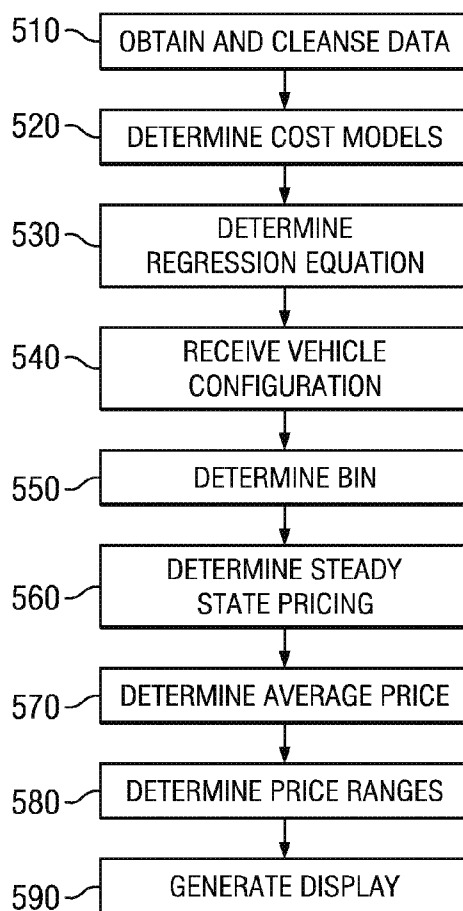 510
OBTAIN AND CLEANSE DATA
520
DETERMINE COST MODELS
530
DETERMINE
REGRESSION EQUATION
540
RECEIVE VEHICLE
CONFIGURATION
550
DETERMINE BIN
560
DETERMINE STEADY
STATE PRICING
570
DETERMINE AVERAGE PRICE
580
DETERMINE PRICE RANGES
590
GENERATE DISPLAY